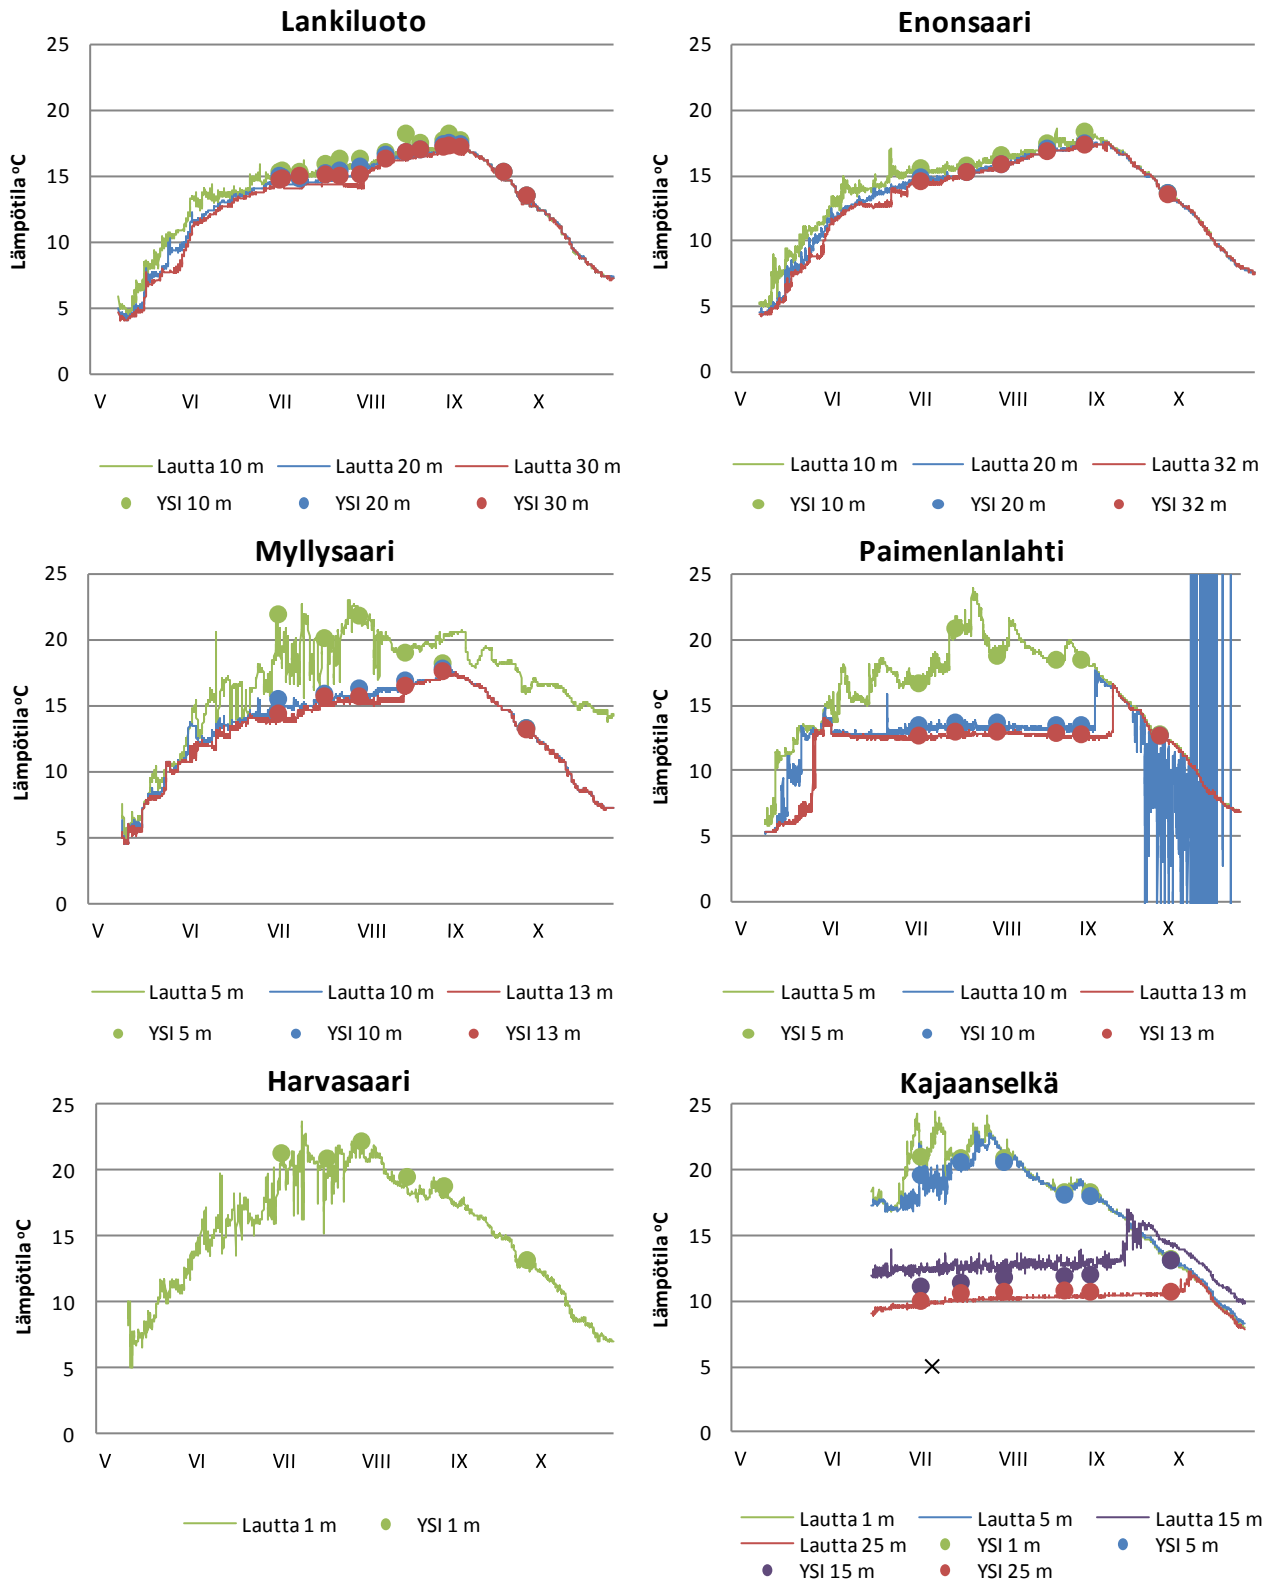 Lankiluoto
25
20
15
10
5
0
Lämpötila ºC
V VI VII VIII IX X
Lautta 10 m Lautta 20 m Lautta 30 m
YSI 10 m YSI 20 m YSI 30 m
Enonsaari
25
20
15
10
5
0
Lämpötila ºC
V VI VII VIII IX X
Lautta 10 m Lautta 20 m Lautta 32 m
YSI 10 m YSI 20 m YSI 32 m
Myllysaari
25
20
15
10
5
0
Lämpötila ºC
V VI VII VIII IX X
Lautta 5 m Lautta 10 m Lautta 13 m
YSI 5 m YSI 10 m YSI 13 m
Paimenlanlahti
25
20
15
10
5
0
Lämpötila ºC
V VI VII VIII IX X
Lautta 5 m Lautta 10 m Lautta 13 m
YSI 5 m YSI 10 m YSI 13 m
Harvasaari
25
20
15
10
5
0
Lämpötila ºC
V VI VII VIII IX X
Lautta 1 m YSI 1 m
Kajaanselkä
25
20
15
10
5
0
Lämpötila ºC
V VI VII VIII IX X
Lautta 1 m Lautta 5 m Lautta 15 m
Lautta 25 m YSI 1 m YSI 5 m
YSI 15 m YSI 25 m